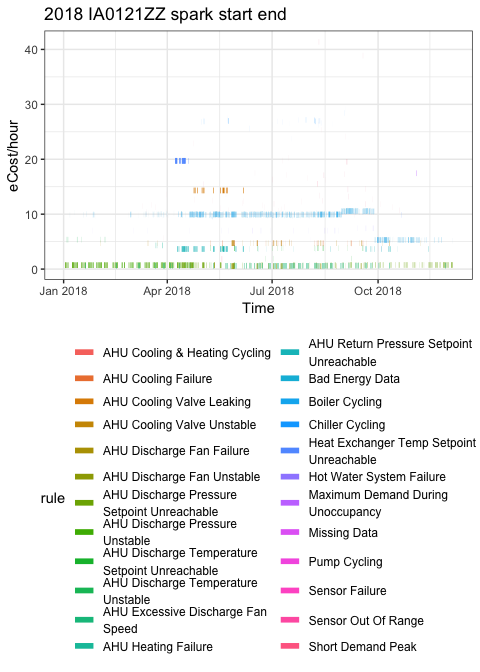 2018 IA0121ZZ spark start end
eCost/hour
40
30
20
10
0
Jan 2018 Apr 2018 Jul 2018 Oct 2018
Time
rule
AHU Cooling & Heating Cycling
AHU Cooling Failure
AHU Cooling Valve Leaking
AHU Cooling Valve Unstable
AHU Discharge Fan Failure
AHU Discharge Fan Unstable
AHU Discharge Pressure
Setpoint Unreachable
AHU Discharge Pressure
Unstable
AHU Discharge Temperature
Setpoint Unreachable
AHU Discharge Temperature
Unstable
AHU Excessive Discharge Fan
Speed
AHU Heating Failure
AHU Return Pressure Setpoint
Unreachable
Bad Energy Data
Boiler Cycling
Chiller Cycling
Heat Exchanger Temp Setpoint
Unreachable
Hot Water System Failure
Maximum Demand During
Unoccupancy
Missing Data
Pump Cycling
Sensor Failure
Sensor Out Of Range
Short Demand Peak